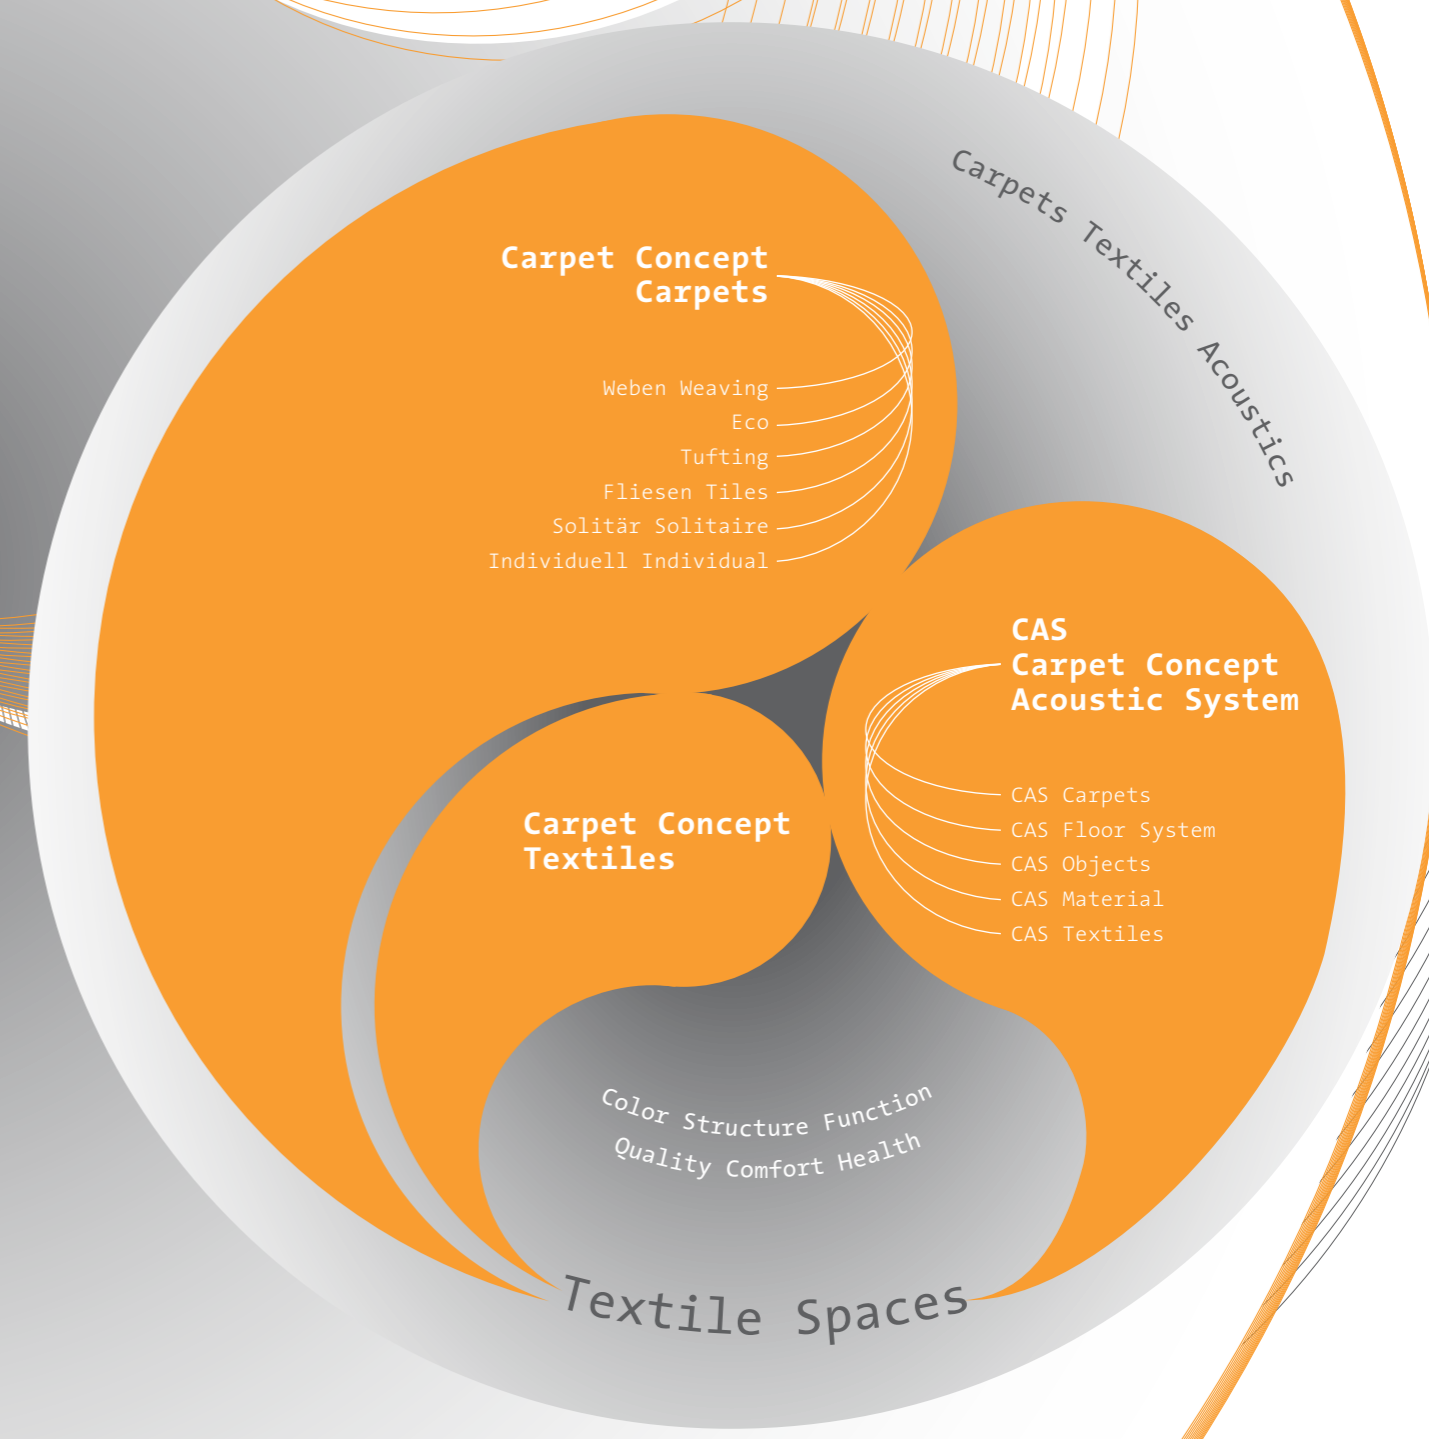 Carpets Textiles Acoustics
Carpet Concept
Carpets
Weben Weaving
Eco
Tufting
Fliesen Tiles
Solitär Solitaire
Individuell Individual
CAS
Carpet Concept
Acoustic System
CAS Carpets
CAS Floor System
CAS Objects
CAS Material
CAS Textiles
Carpet Concept
Textiles
Color Structure Function
Quality Comfort Health
Textile Spaces